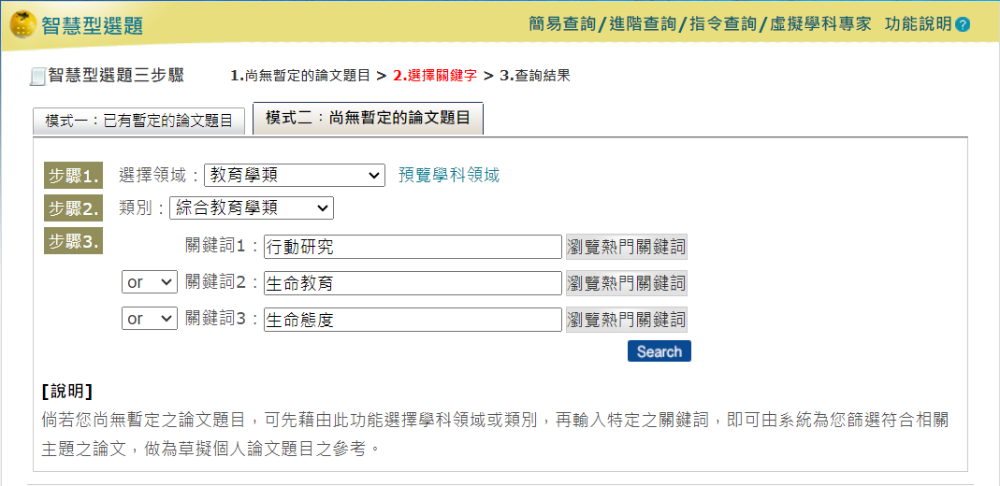 智慧型選題
簡易查詢/進階查詢/指令查詢/虛擬學科專家 功能說明?
智慧型選題三步驟 1.尚無暫定的論文題目 > 2.選擇關鍵字 > 3.查詢結果
模式一：已有暫定的論文題目 模式二：尚無暫定的論文題目
步驟1. 選擇領域：教育學類 預覽學科領域
步驟2. 類別：綜合教育學類
步驟3. 關鍵詞1：行動研究 瀏覽熱門關鍵詞
or 關鍵詞2：生命教育 瀏覽熱門關鍵詞
or 關鍵詞3：生命態度 瀏覽熱門關鍵詞
Search
[說明]
倘若您尚無暫定之論文題目，可先藉由此功能選擇學科領域或類別，再輸入特定之關鍵詞，即可由系統為您篩選符合相關
主題之論文，做為草擬個人論文題目之參考。